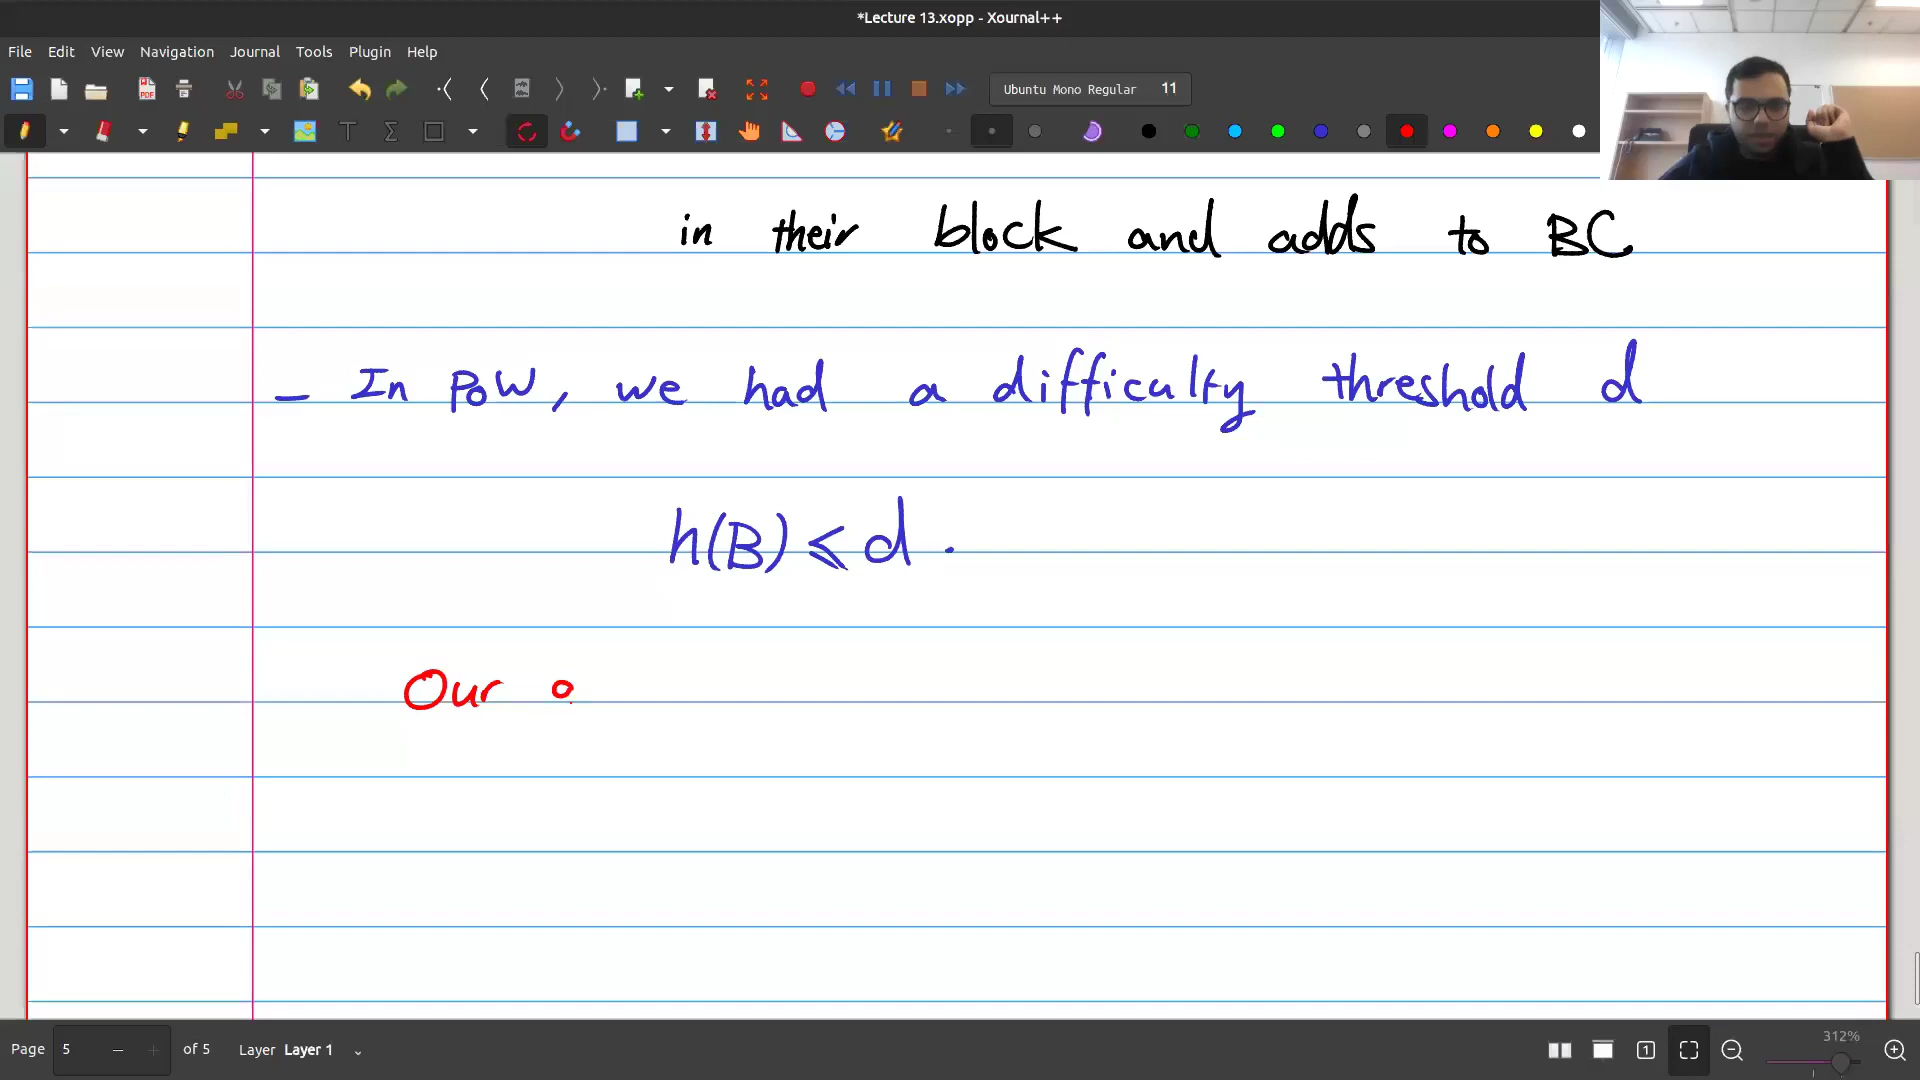 *Lecture 13.xopp - Xournal++
File Edit View Navigation Journal Tools Plugin Help
Ubuntu Mono Regular 11
in their block and adds to BC
- In PoW, we had a difficulty threshold d
h(B) ⩽ d .
Our a
Page 5 of 5 Layer Layer 1
312%